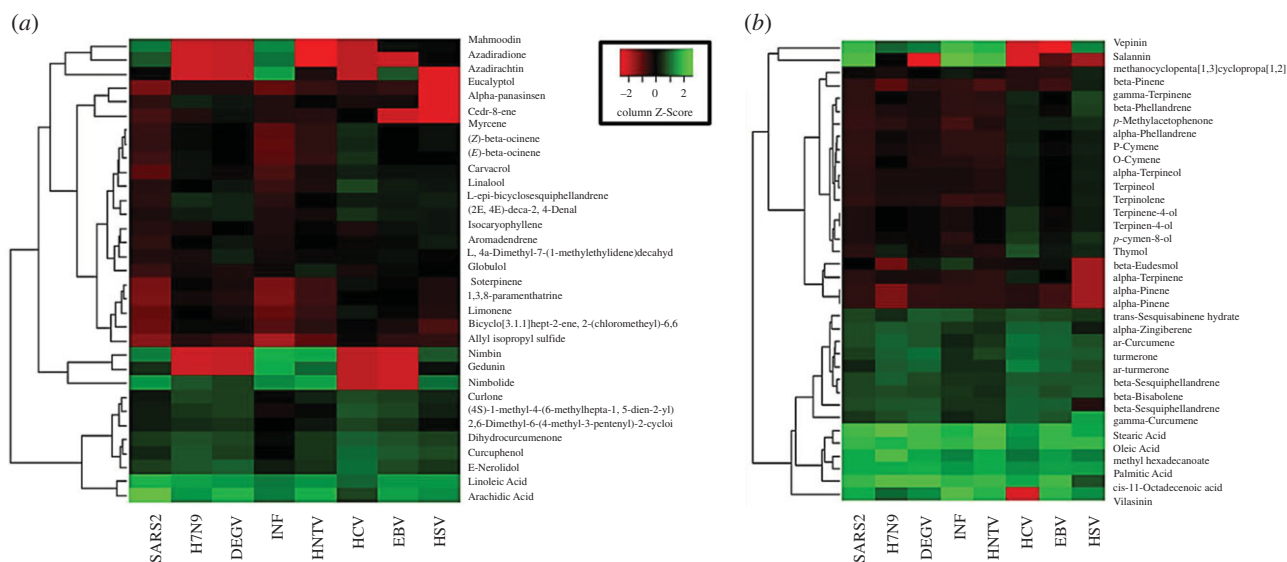 (a)
Mahmoodin
Azadiradione
Azadirachtin
Eucalyptol
Alpha-panasinsen
Cedr-8-ene
Myrcene
(Z)-beta-ocinene
(E)-beta-ocinene
Carvacrol
Linalool
L-epi-bicyclosesquiphellandrene
(2E, 4E)-deca-2, 4-Denal
Isocaryophyllene
Aromadendrene
L, 4a-Dimethyl-7-(1-methylethylidene)decahyd
Globulol
Soterpinene
1,3,8-paramenthatrine
Limonene
Bicyclo[3.1.1]hept-2-ene, 2-(chlorometheyl)-6,6
Allyl isopropyl sulfide
Nimbin
Gedunin
Nimbolide
Curlone
(4S)-1-methyl-4-(6-methylhepta-1, 5-dien-2-yl)
2,6-Dimethyl-6-(4-methyl-3-pentenyl)-2-cycloi
Dihydrocurcumenone
Curcuphenol
E-Nerolidol
Linoleic Acid
Arachidic Acid
SARS2
H7N9
DEGV
INF
HNTV
HCV
EBV
HSV
−2 0 2
column Z-Score
(b)
Vepinin
Salannin
methanocyclopenta[1,3]cyclopropa[1,2]
beta-Pinene
gamma-Terpinene
beta-Phellandrene
p-Methylacetophenone
alpha-Phellandrene
P-Cymene
O-Cymene
alpha-Terpineol
Terpineol
Terpinolene
Terpinene-4-ol
Terpinen-4-ol
p-cymen-8-ol
Thymol
beta-Eudesmol
alpha-Terpinene
alpha-Pinene
alpha-Pinene
trans-Sesquisabinene hydrate
alpha-Zingiberene
ar-Curcumene
turmerone
ar-turmerone
beta-Sesquiphellandrene
beta-Bisabolene
beta-Sesquiphellandrene
gamma-Curcumene
Stearic Acid
Oleic Acid
methyl hexadecanoate
Palmitic Acid
cis-11-Octadecenoic acid
Vilasinin
SARS2
H7N9
DEGV
INF
HNTV
HCV
EBV
HSV